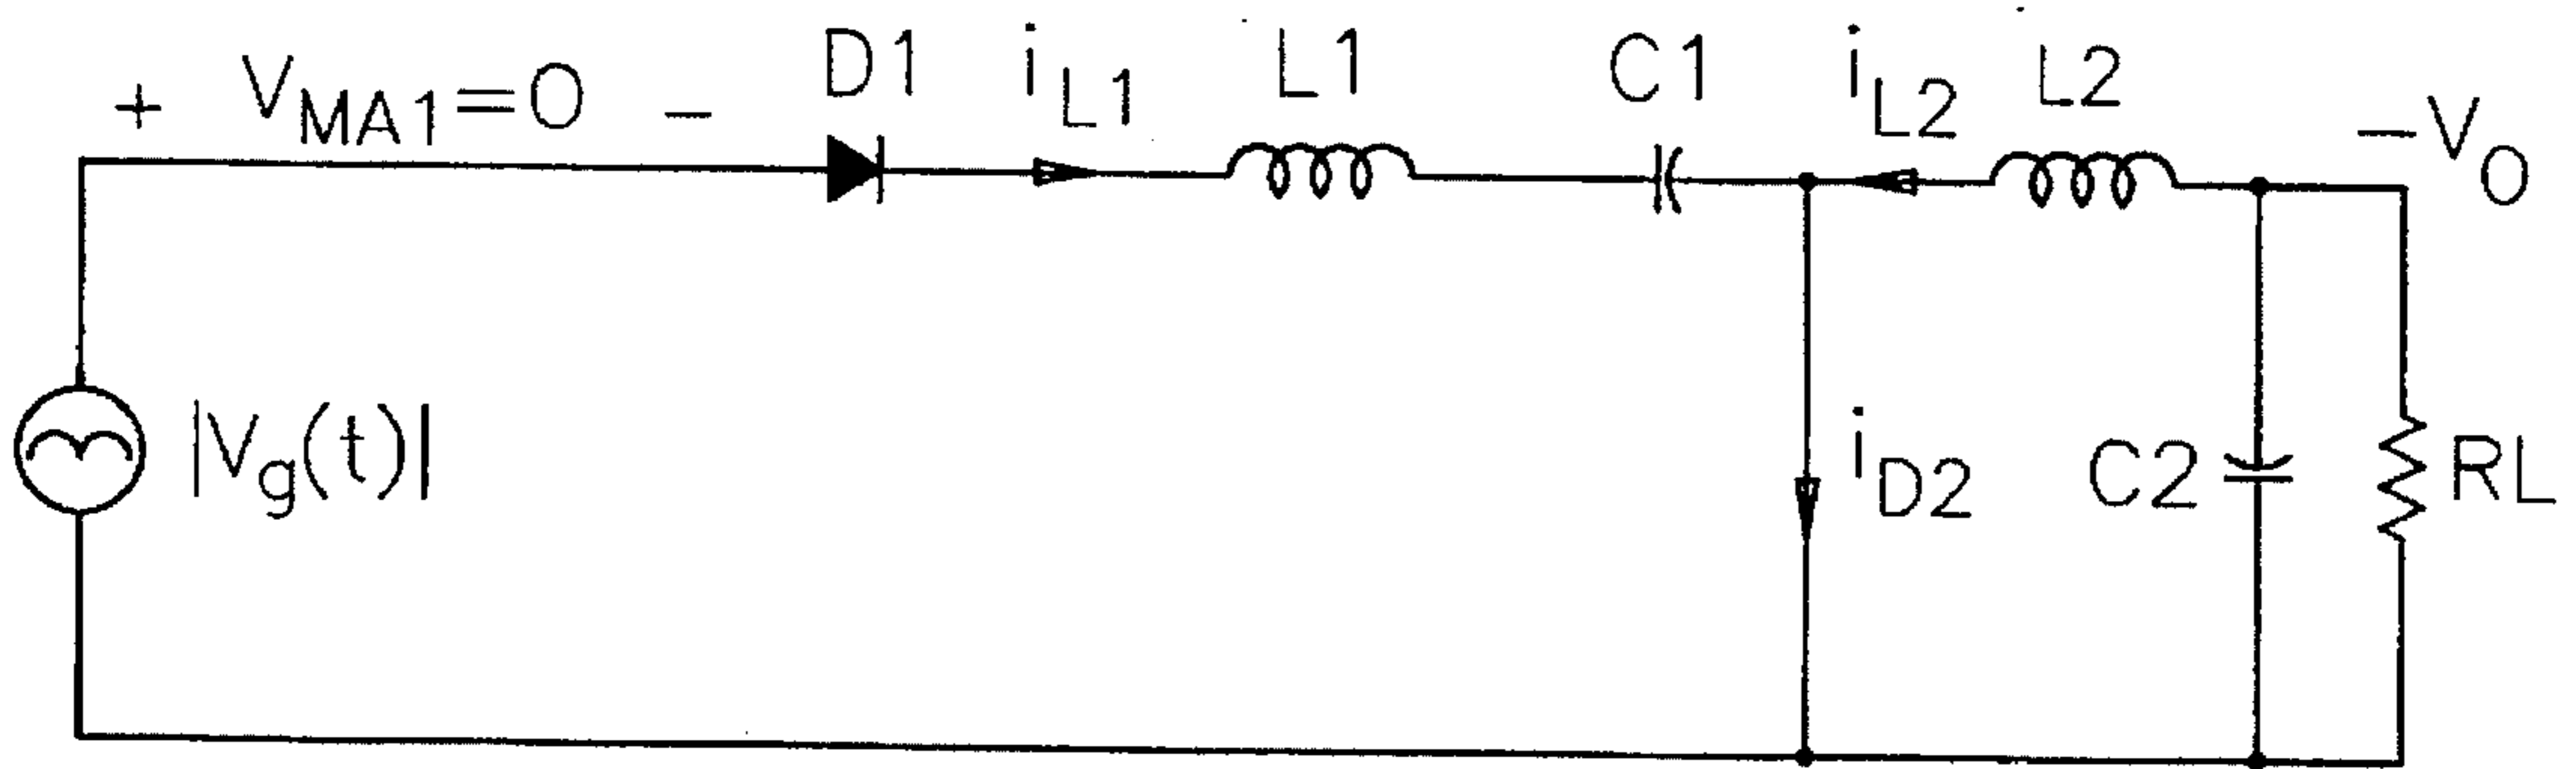 + V_MA1=0 -
D1
i_L1
L1
C1
i_L2
L2
-V_O
|V_g(t)|
i_D2
C2
RL